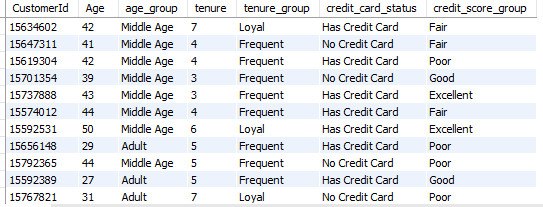 CustomerId Age age_group tenure tenure_group credit_card_status credit_score_group
15634602 42 Middle Age 7 Loyal Has Credit Card Fair
15647311 41 Middle Age 4 Frequent No Credit Card Fair
15619304 42 Middle Age 4 Frequent Has Credit Card Poor
15701354 39 Middle Age 3 Frequent No Credit Card Good
15737888 43 Middle Age 3 Frequent Has Credit Card Excellent
15574012 44 Middle Age 4 Frequent Has Credit Card Fair
15592531 50 Middle Age 6 Loyal Has Credit Card Excellent
15656148 29 Adult 5 Frequent Has Credit Card Poor
15792365 44 Middle Age 5 Frequent No Credit Card Poor
15592389 27 Adult 5 Frequent Has Credit Card Good
15767821 31 Adult 7 Loyal No Credit Card Poor